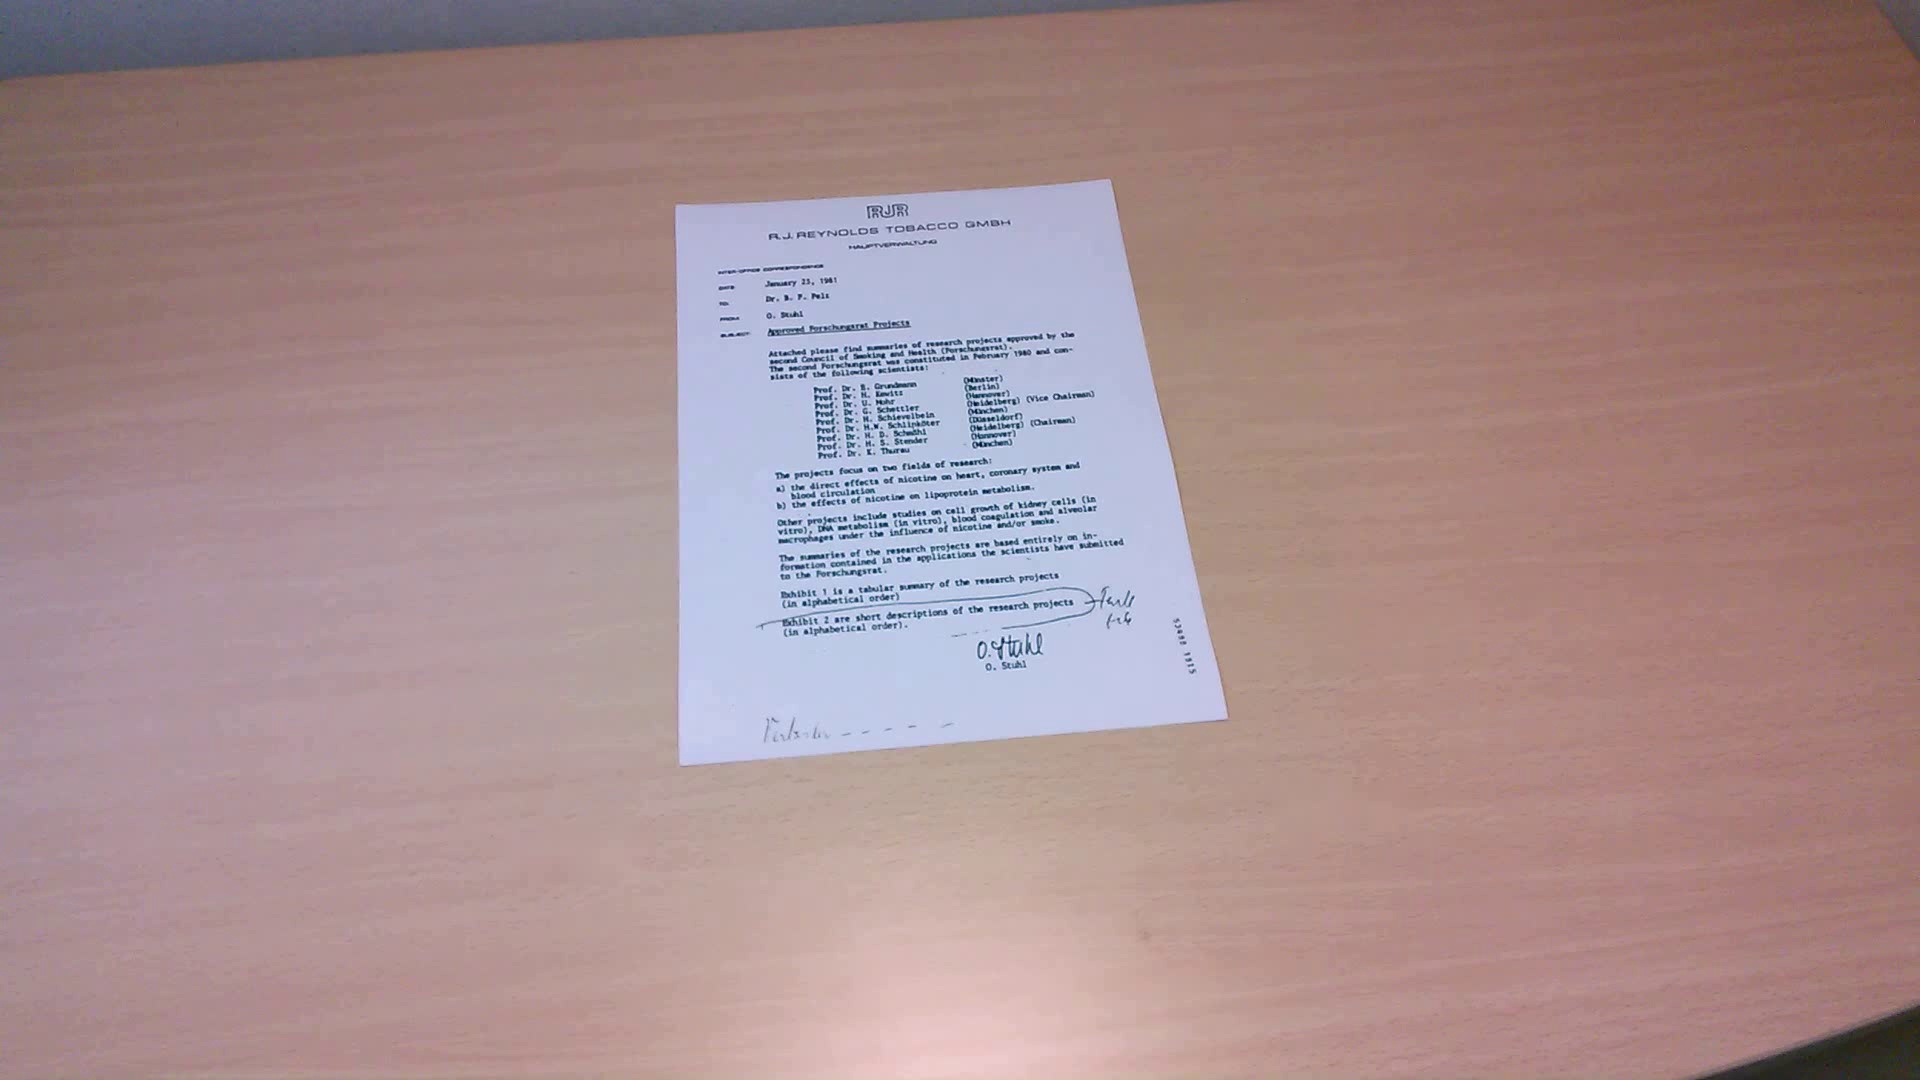 RJR
R.J. REYNOLDS TOBACCO GMBH
HAUPTVERWALTUNG
INTER-OFFICE CORRESPONDENCE
DATE: January 23, 1981
TO: Dr. B. F. Pelz
FROM: O. Stuhl
SUBJECT: Approved Forschungsrat Projects
Attached please find summaries of research projects approved by the
second Council of Smoking and Health (Forschungsrat).
The second Forschungsrat was constituted in February 1980 and con-
sists of the following scientists:
Prof. Dr. E. Grundmann (Münster)
Prof. Dr. H. Kewitz (Berlin)
Prof. Dr. U. Mohr (Hannover)
Prof. Dr. G. Schettler (Heidelberg) (Vice Chairman)
Prof. Dr. H. Schievelbein (München)
Prof. Dr. H.W. Schlipköter (Düsseldorf)
Prof. Dr. H. D. Schmähl (Heidelberg) (Chairman)
Prof. Dr. H. S. Stender (Hannover)
Prof. Dr. K. Thurau (München)
The projects focus on two fields of research:
a) the direct effects of nicotine on heart, coronary system and
blood circulation
b) the effects of nicotine on lipoprotein metabolism.
Other projects include studies on cell growth of kidney cells (in
vitro), DNA metabolism (in vitro), blood coagulation and alveolar
macrophages under the influence of nicotine and/or smoke.
The summaries of the research projects are based entirely on in-
formation contained in the applications the scientists have submitted
to the Forschungsrat.
Exhibit 1 is a tabular summary of the research projects
(in alphabetical order)
Exhibit 2 are short descriptions of the research projects
(in alphabetical order).
O. Stuhl
O. Stuhl